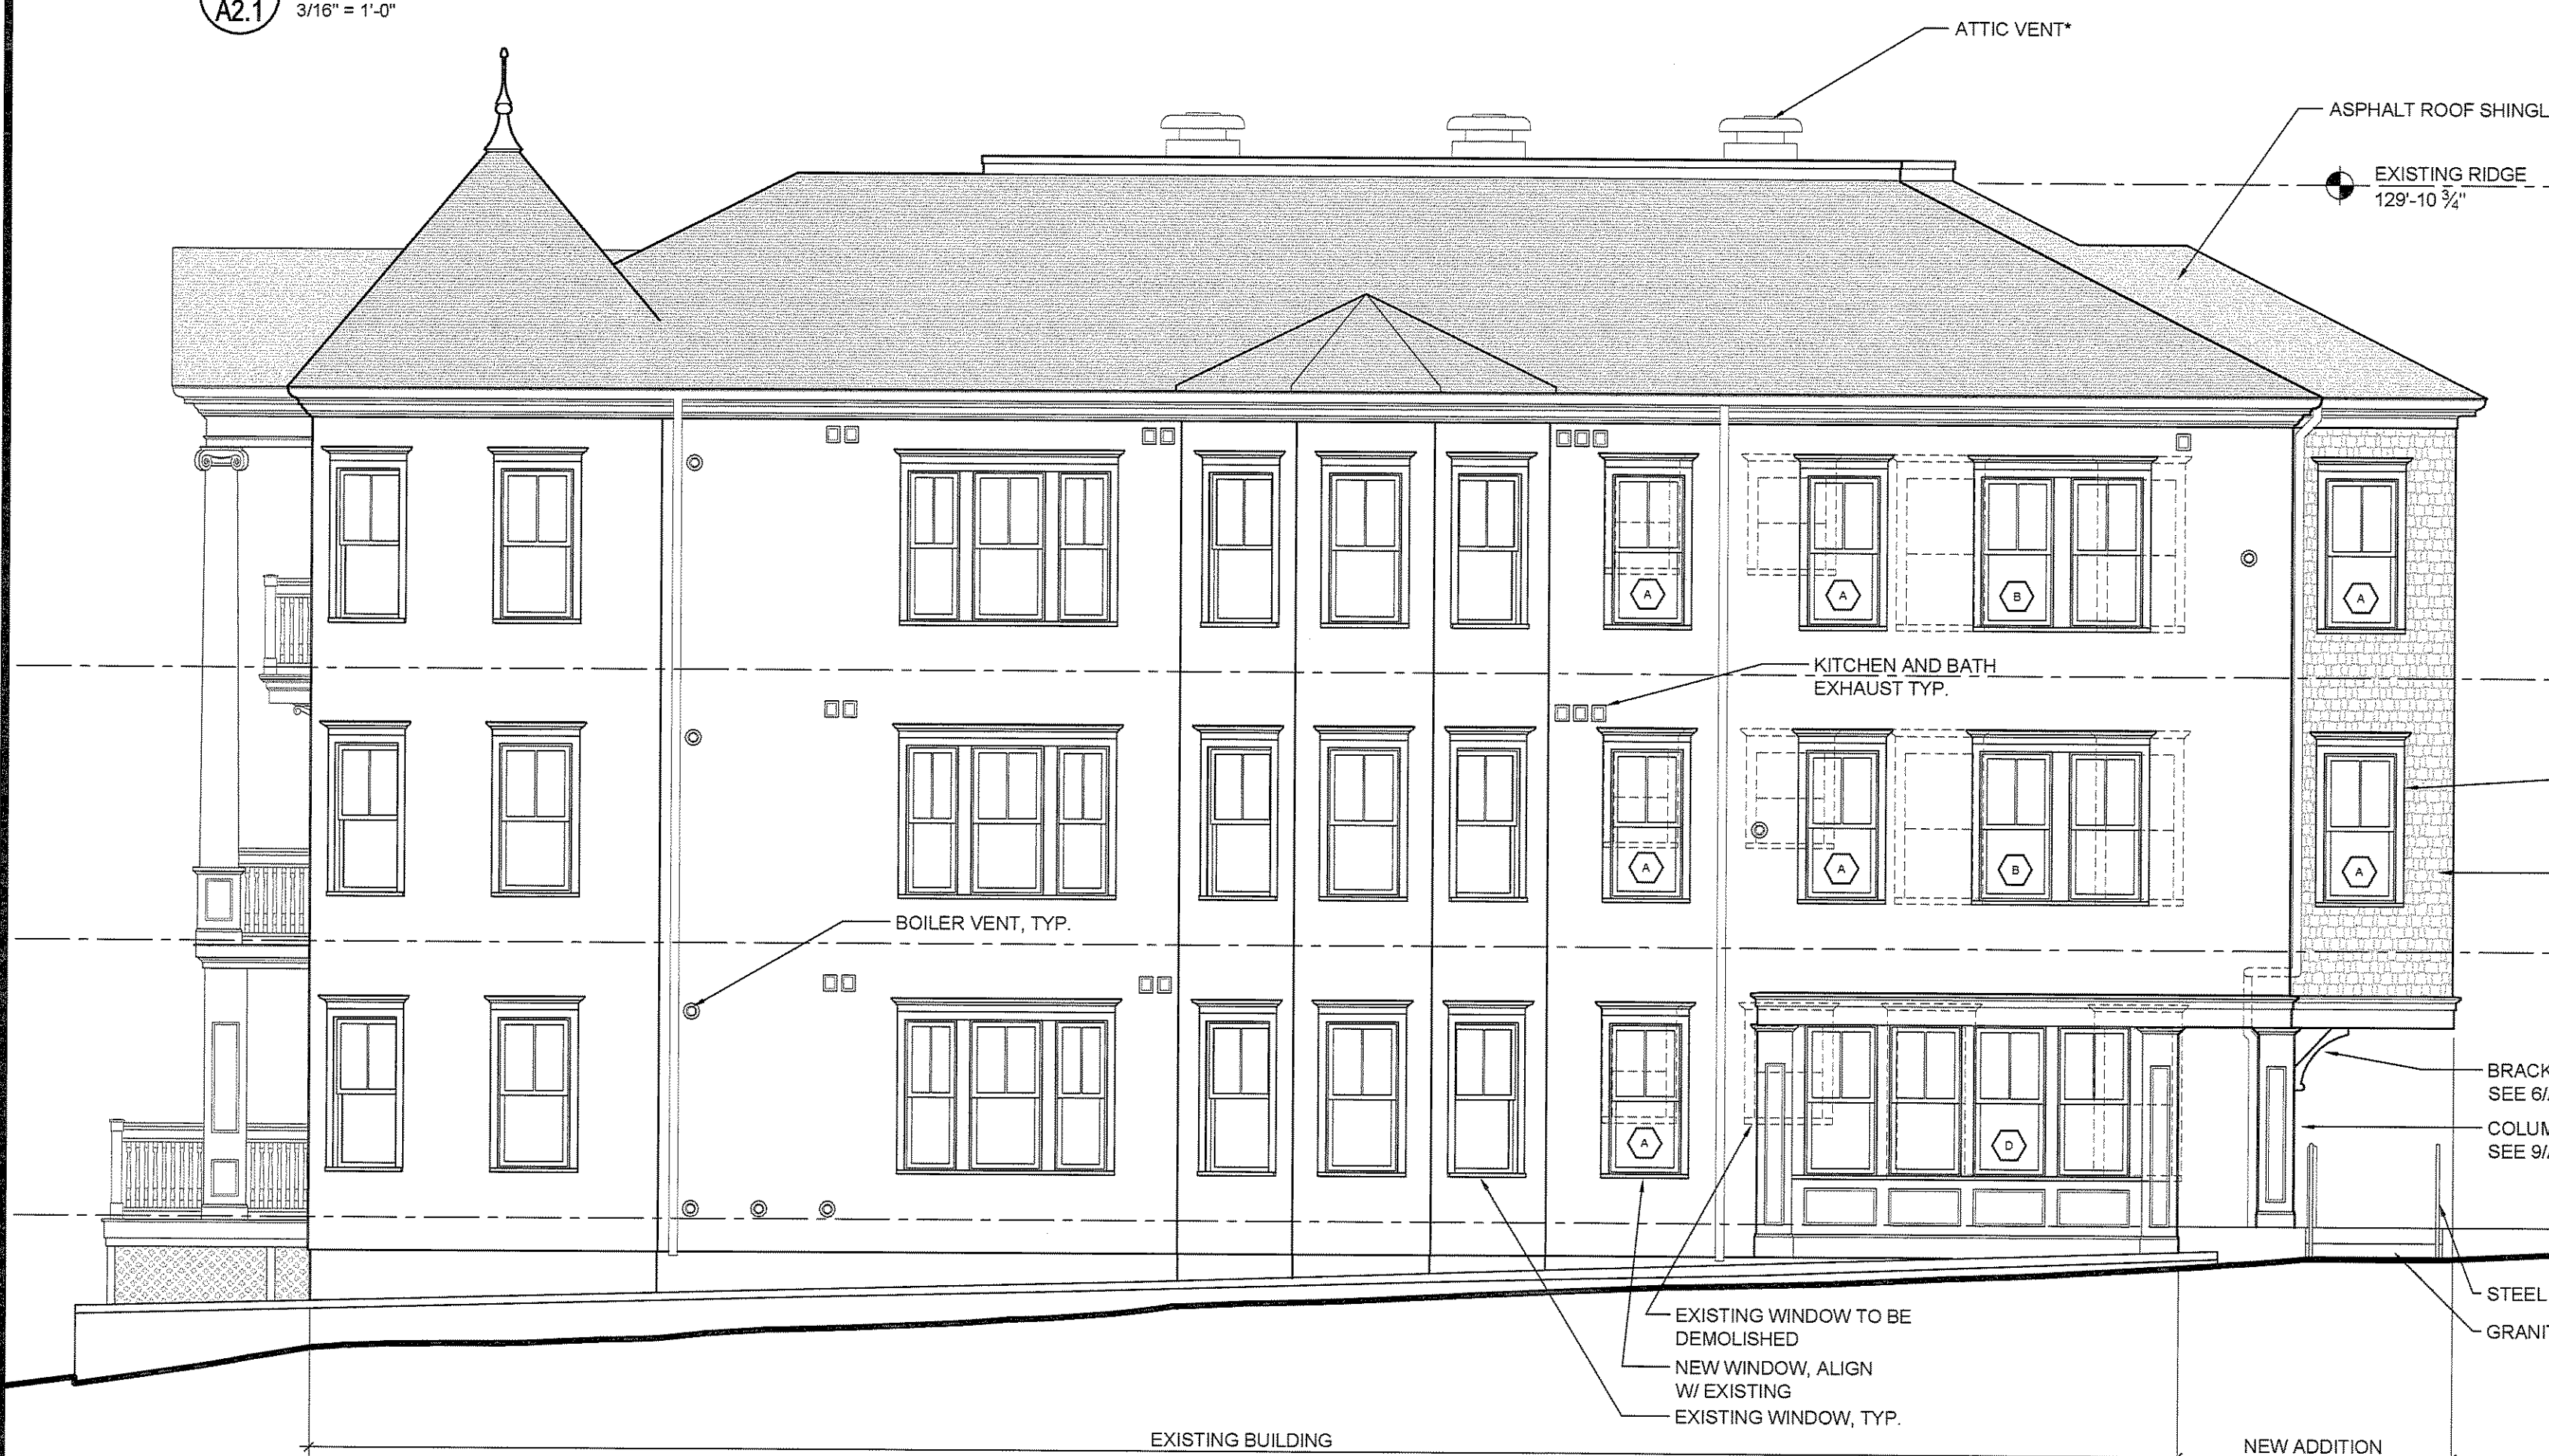 A2.1
3/16" = 1'-0"
ATTIC VENT*
ASPHALT ROOF SHINGL
EXISTING RIDGE
129'-10 3/4"
A
A
B
A
KITCHEN AND BATH
EXHAUST TYP.
A
A
B
A
BOILER VENT, TYP.
BRACK
SEE 6/
COLUM
SEE 9/
A
D
STEEL
GRANI
EXISTING WINDOW TO BE
DEMOLISHED
NEW WINDOW, ALIGN
W/ EXISTING
EXISTING WINDOW, TYP.
EXISTING BUILDING
NEW ADDITION